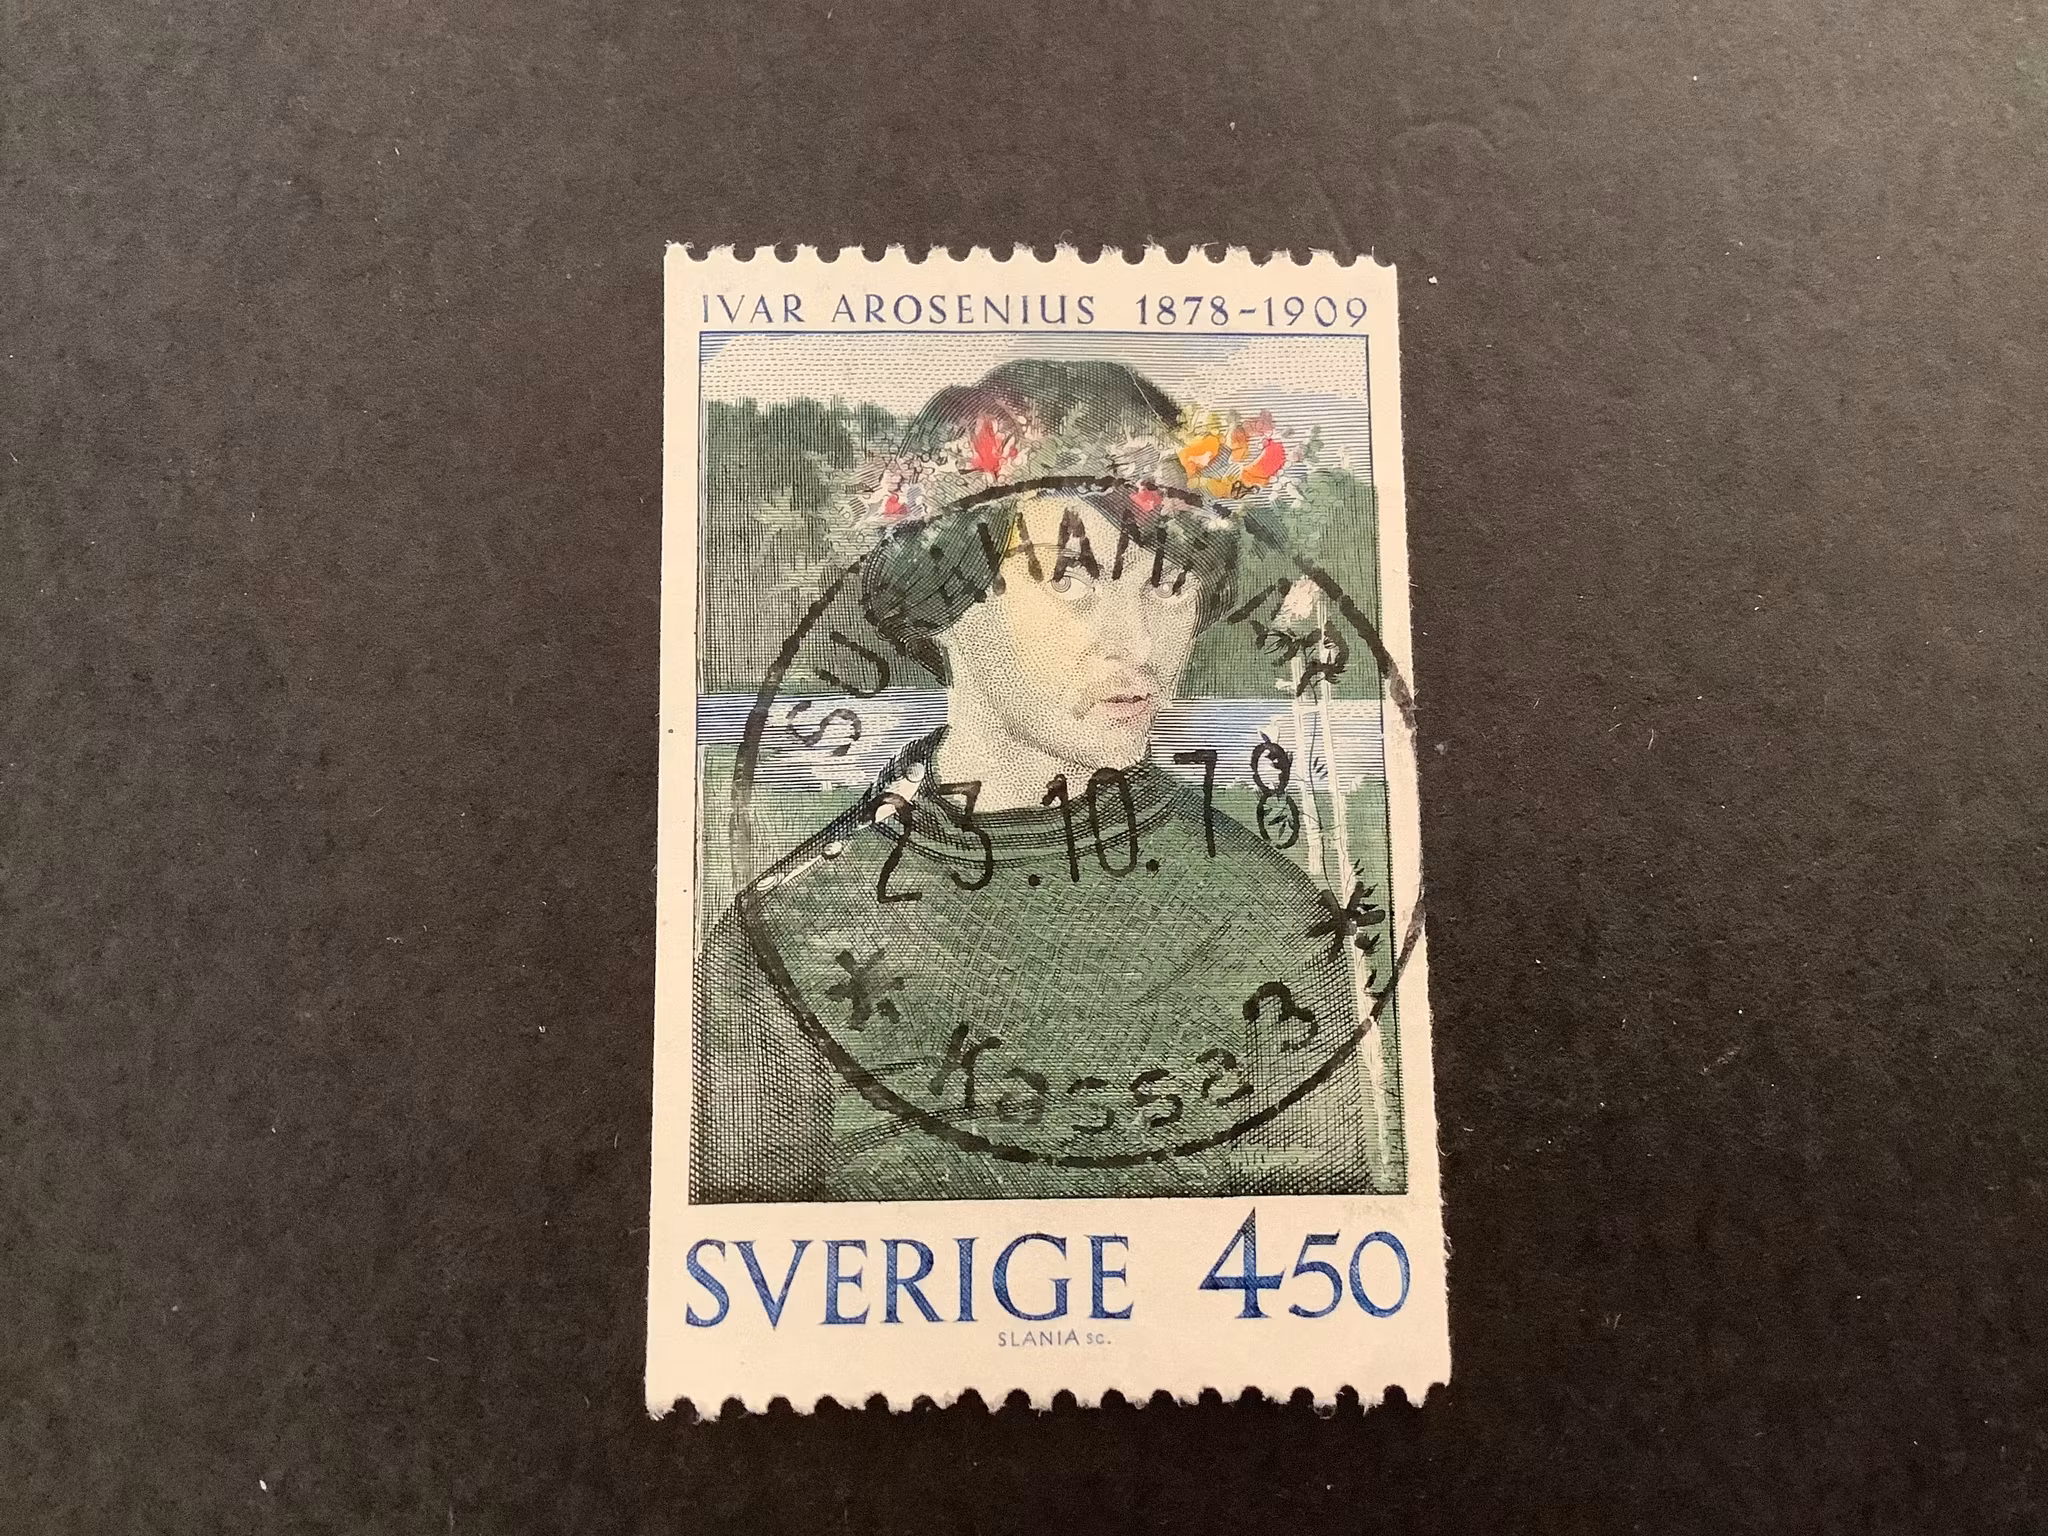 IVAR AROSENIUS 1878-1909
23.10.78
* Kassa 3 *
SVERIGE 450
SLANIA sc.